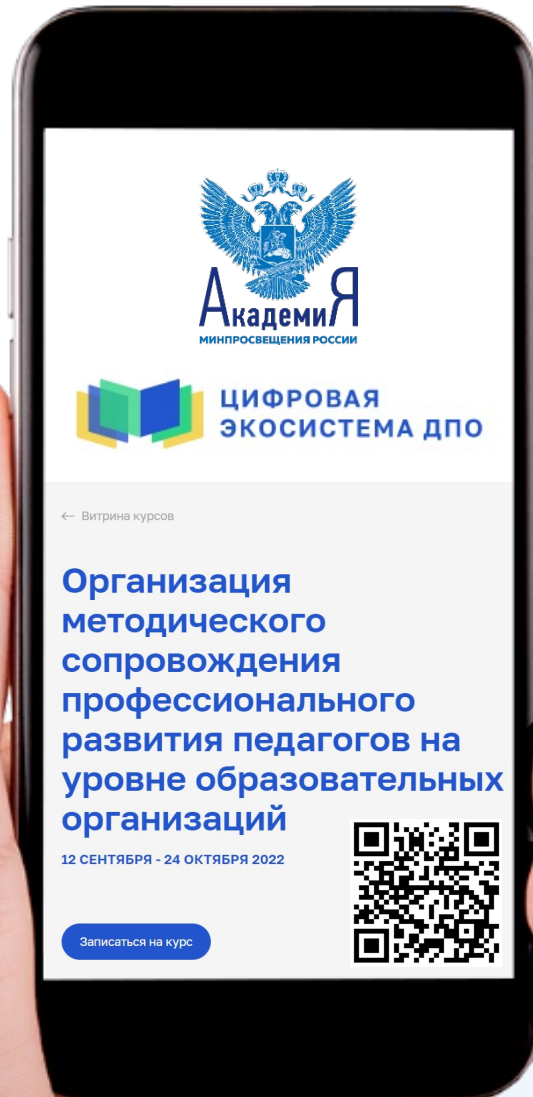 АкадемиЯ
МИНПРОСВЕЩЕНИЯ РОССИИ
ЦИФРОВАЯ
ЭКОСИСТЕМА ДПО
← Витрина курсов
Организация
методического
сопровождения
профессионального
развития педагогов на
уровне образовательных
организаций
12 СЕНТЯБРЯ - 24 ОКТЯБРЯ 2022
Записаться на курс